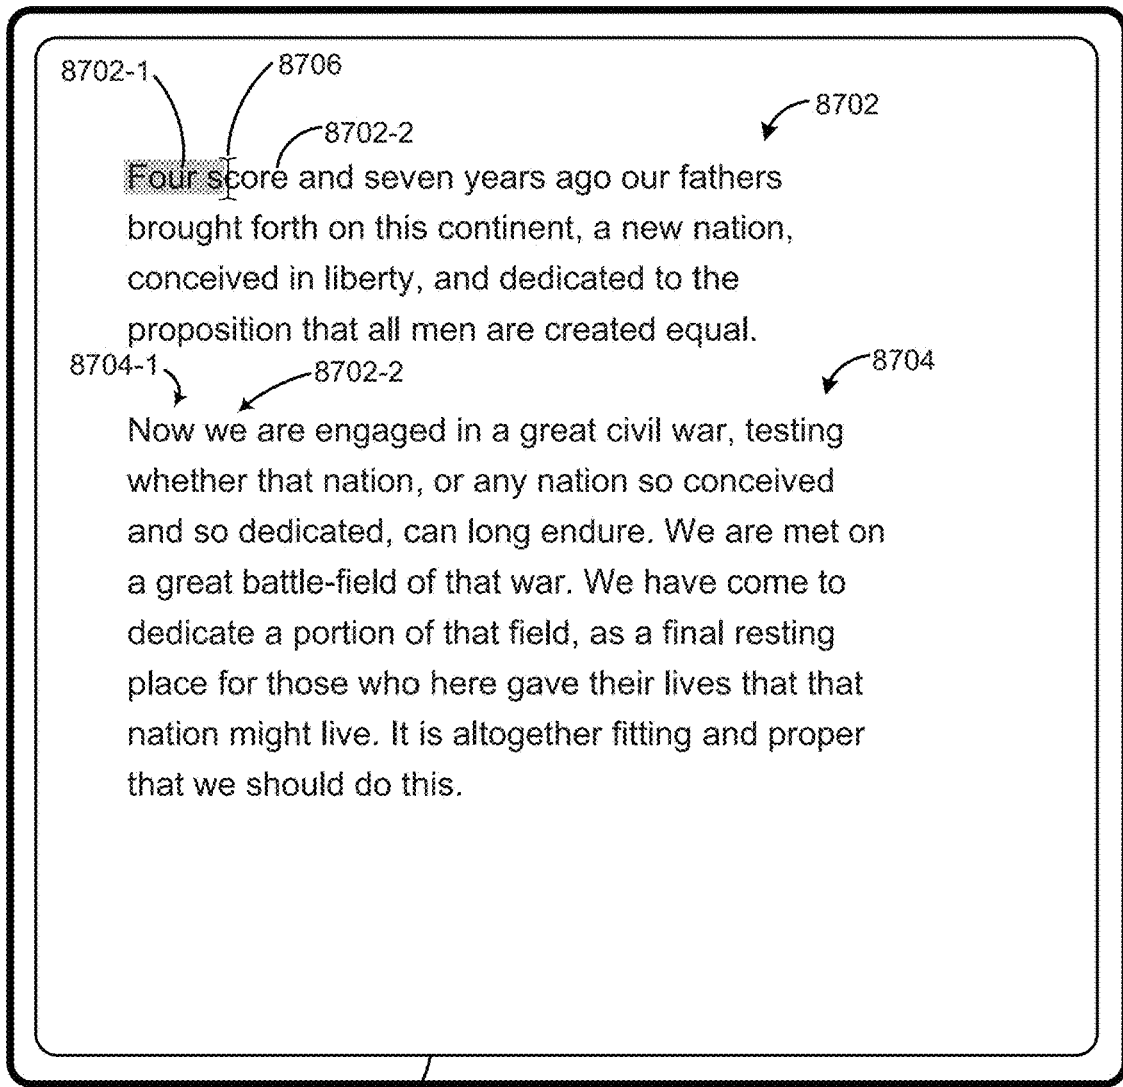 8702-1
8706
8702
8702-2
Four score and seven years ago our fathers
brought forth on this continent, a new nation,
conceived in liberty, and dedicated to the
proposition that all men are created equal.
8704-1
8702-2
8704
Now we are engaged in a great civil war, testing
whether that nation, or any nation so conceived
and so dedicated, can long endure. We are met on
a great battle-field of that war. We have come to
dedicate a portion of that field, as a final resting
place for those who here gave their lives that that
nation might live. It is altogether fitting and proper
that we should do this.